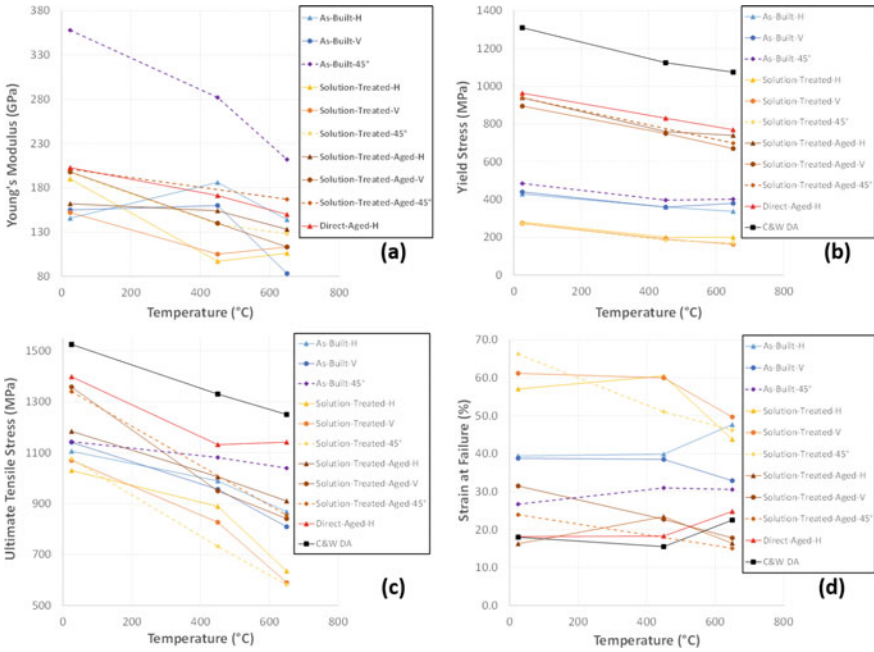 380
330
280
230
180
130
80
0
200
400
600
800
Young's Modulus (GPa)
Temperature (°C)
As-Built-H
As-Built-V
As-Built-45°
Solution-Treated-H
Solution-Treated-V
Solution-Treated-45°
Solution-Treated-Aged-H
Solution-Treated-Aged-V
Solution-Treated-Aged-45°
Direct-Aged-H
(a)
1400
1200
1000
800
600
400
200
0
0
200
400
600
800
Yield Stress (MPa)
Temperature (°C)
As-Built-H
As-Built-V
As-Built-45°
Solution-Treated-H
Solution-Treated-V
Solution-Treated-45°
Solution-Treated-Aged-H
Solution-Treated-Aged-V
Solution-Treated-Aged-45°
Direct-Aged-H
C&W DA
(b)
1500
1300
1100
900
700
500
0
200
400
600
800
Ultimate Tensile Stress (MPa)
Temperature (°C)
As-Built-H
As-Built-V
As-Built-45°
Solution-Treated-H
Solution-Treated-V
Solution-Treated-45°
Solution-Treated-Aged-H
Solution-Treated-Aged-V
Solution-Treated-Aged-45°
Direct-Aged-H
C&W DA
(c)
70.0
60.0
50.0
40.0
30.0
20.0
10.0
0.0
0
200
400
600
800
Strain at Failure (%)
Temperature (°C)
As-Built-H
As-Built-V
As-Built-45°
Solution-Treated-H
Solution-Treated-V
Solution-Treated-45°
Solution-Treated-Aged-H
Solution-Treated-Aged-V
Solution-Treated-Aged-45°
Direct-Aged-H
C&W DA
(d)